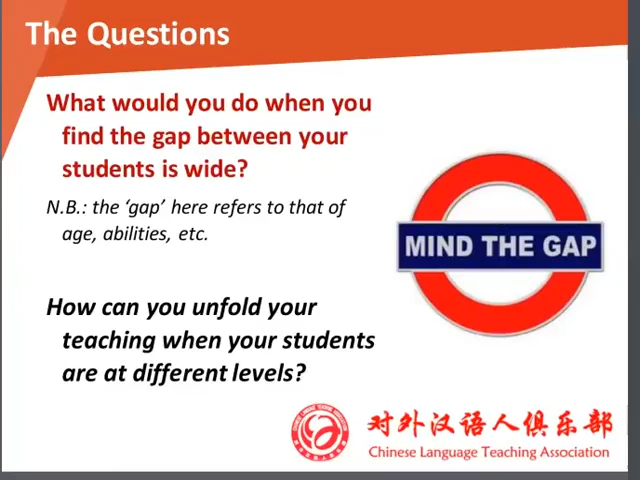 The Questions
What would you do when you
find the gap between your
students is wide?
N.B.: the ‘gap’ here refers to that of
age, abilities, etc.
MIND THE GAP
How can you unfold your
teaching when your students
are at different levels?
对外汉语人俱乐部
Chinese Language Teaching Association